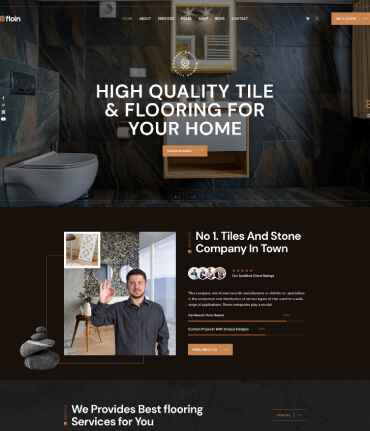 floin
HOME ABOUT SERVICES PAGES SHOP NEWS CONTACT
GET A QUOTE
HIGH QUALITY TILE
& FLOORING FOR
YOUR HOME
DISCOVER MORE
No 1. Tiles And Stone
Company In Town
Our Satisfied Client Ratings
Tiles company, also known as a tile manufacturer or distributor, specializes
in the production and distribution of various types of tiles used for a wide
range of applications. These companies play a crucial
Hardwood Floor Repair
Custom Projects With Unique Designs
MORE ABOUT US
We Provides Best flooring
Services for You